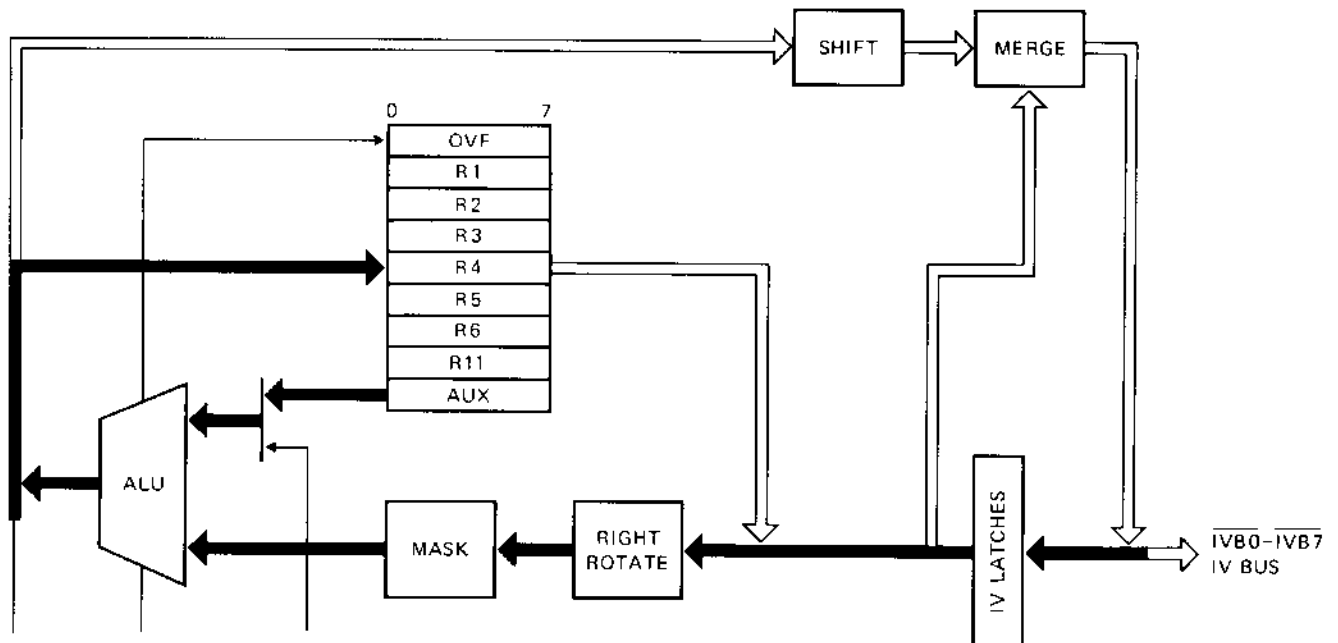 SHIFT
MERGE
0 7
OVF
R1
R2
R3
R4
R5
R6
R11
AUX
ALU
MASK
RIGHT
ROTATE
IV LATCHES
IVB0-IVB7
IV BUS